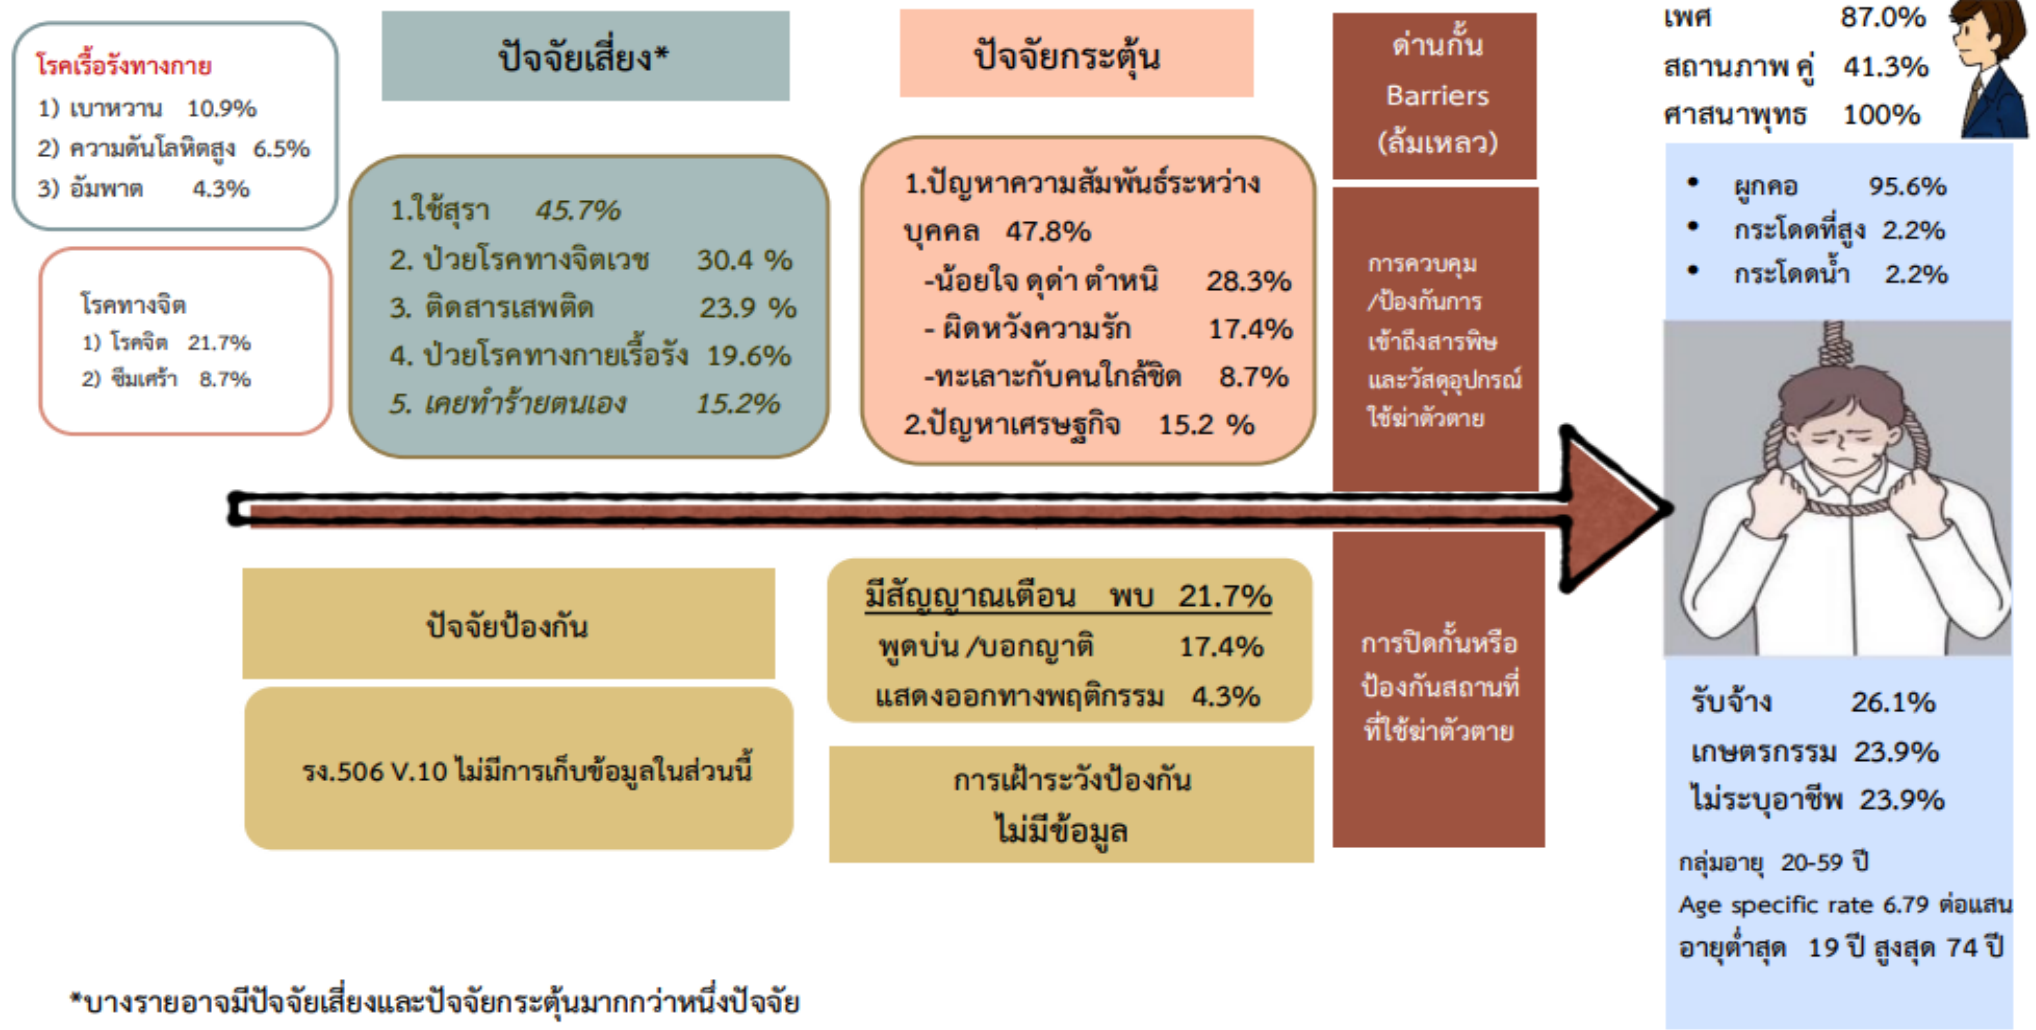 โรคเรื้อรังทางกาย
1) เบาหวาน 10.9%
2) ความดันโลหิตสูง 6.5%
3) อัมพาต 4.3%
โรคทางจิต
1) โรคจิต 21.7%
2) ซึมเศร้า 8.7%
ปัจจัยเสี่ยง*
1.ใช้สุรา 45.7%
2. ป่วยโรคทางจิตเวช 30.4 %
3. ติดสารเสพติด 23.9 %
4. ป่วยโรคทางกายเรื้อรัง 19.6%
5. เคยทำร้ายตนเอง 15.2%
ปัจจัยกระตุ้น
1.ปัญหาความสัมพันธ์ระหว่าง
บุคคล 47.8%
-น้อยใจ ดุด่า ตำหนิ 28.3%
- ผิดหวังความรัก 17.4%
-ทะเลาะกับคนใกล้ชิด 8.7%
2.ปัญหาเศรษฐกิจ 15.2 %
ด่านกั้น
Barriers
(ล้มเหลว)
การควบคุม
/ป้องกันการ
เข้าถึงสารพิษ
และวัสดุอุปกรณ์
ใช้ฆ่าตัวตาย
เพศ 87.0%
สถานภาพ คู่ 41.3%
ศาสนาพุทธ 100%
• ผูกคอ 95.6%
• กระโดดที่สูง 2.2%
• กระโดดน้ำ 2.2%
ปัจจัยป้องกัน
รง.506 V.10 ไม่มีการเก็บข้อมูลในส่วนนี้
มีสัญญาณเตือน พบ 21.7%
พูดบ่น /บอกญาติ 17.4%
แสดงออกทางพฤติกรรม 4.3%
การเฝ้าระวังป้องกัน
ไม่มีข้อมูล
การปิดกั้นหรือ
ป้องกันสถานที่
ที่ใช้ฆ่าตัวตาย
รับจ้าง 26.1%
เกษตรกรรม 23.9%
ไม่ระบุอาชีพ 23.9%
กลุ่มอายุ 20-59 ปี
Age specific rate 6.79 ต่อแสน
อายุต่ำสุด 19 ปี สูงสุด 74 ปี
*บางรายอาจมีปัจจัยเสี่ยงและปัจจัยกระตุ้นมากกว่าหนึ่งปัจจัย